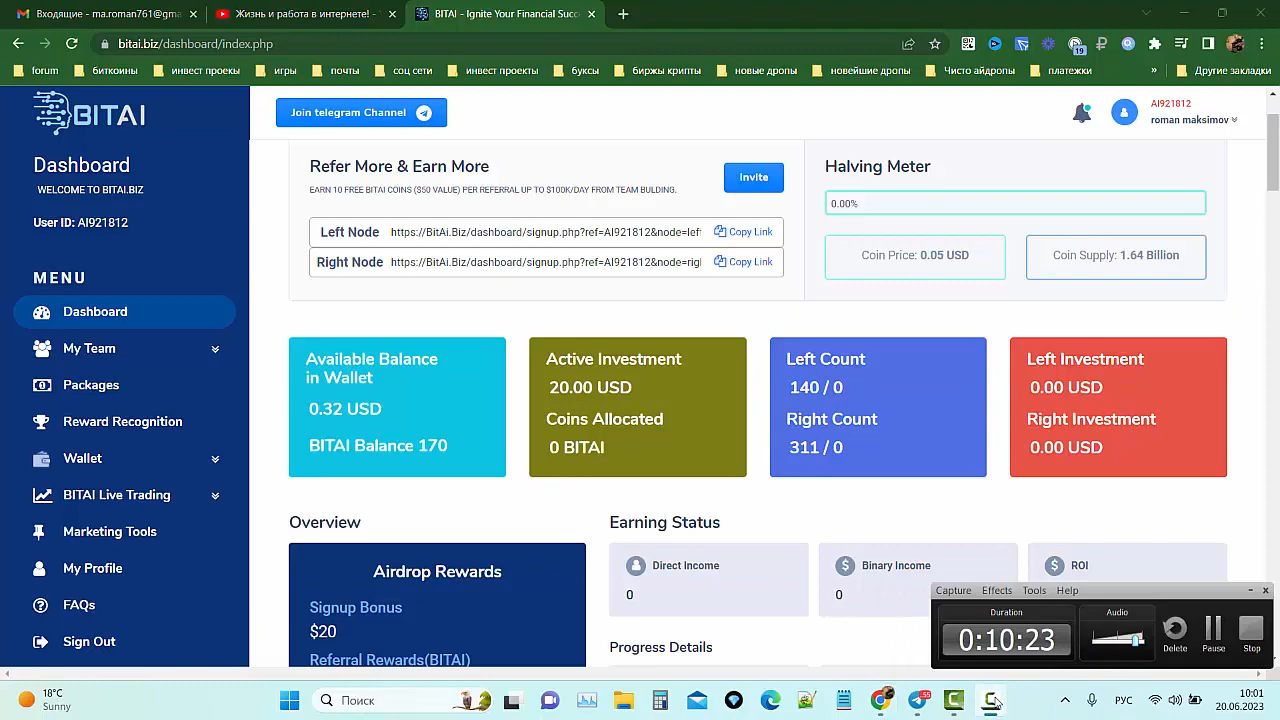 Входящие - ma.roman761@gma
Жизнь и работа в интернете! - 
BITAI - Ignite Your Financial Succ
bitai.biz/dashboard/index.php
19
forum
биткоины
инвест проекты
игры
почты
соц сети
инвест проекты
буксы
биржы крипты
новые дропы
новейшие дропы
Чисто айдропы
платежки
»
Другие закладки
BITAI
Join telegram Channel
AI921812
roman maksimov
Dashboard
WELCOME TO BITAI.BIZ
User ID: AI921812
MENU
Dashboard
My Team
Packages
Reward Recognition
Wallet
BITAI Live Trading
Marketing Tools
My Profile
FAQs
Sign Out
Refer More & Earn More
EARN 10 FREE BITAI COINS ($50 VALUE) PER REFERRAL UP TO $100K/DAY FROM TEAM BULDING.
Invite
Left Node https://BitAi.Biz/dashboard/signup.php?ref=AI921812&node=lef Copy Link
Right Node https://BitAi.Biz/dashboard/signup.php?ref=AI921812&node=rig Copy Link
Halving Meter
0.00%
Coin Price: 0.05 USD
Coin Supply: 1.64 Billion
Available Balance
in Wallet
0.32 USD
BITAI Balance 170
Active Investment
20.00 USD
Coins Allocated
0 BITAI
Left Count
140 / 0
Right Count
311 / 0
Left Investment
0.00 USD
Right Investment
0.00 USD
Overview
Airdrop Rewards
Signup Bonus
$20
Referral Rewards(BITAI)
Earning Status
Direct Income
0
Binary Income
0
ROI
Progress Details
Capture Effects Tools Help
Duration
0:10:23
Audio
Delete
Pause
Stop
18°C
Sunny
Поиск
55
РУС
10:01
20.06.2023